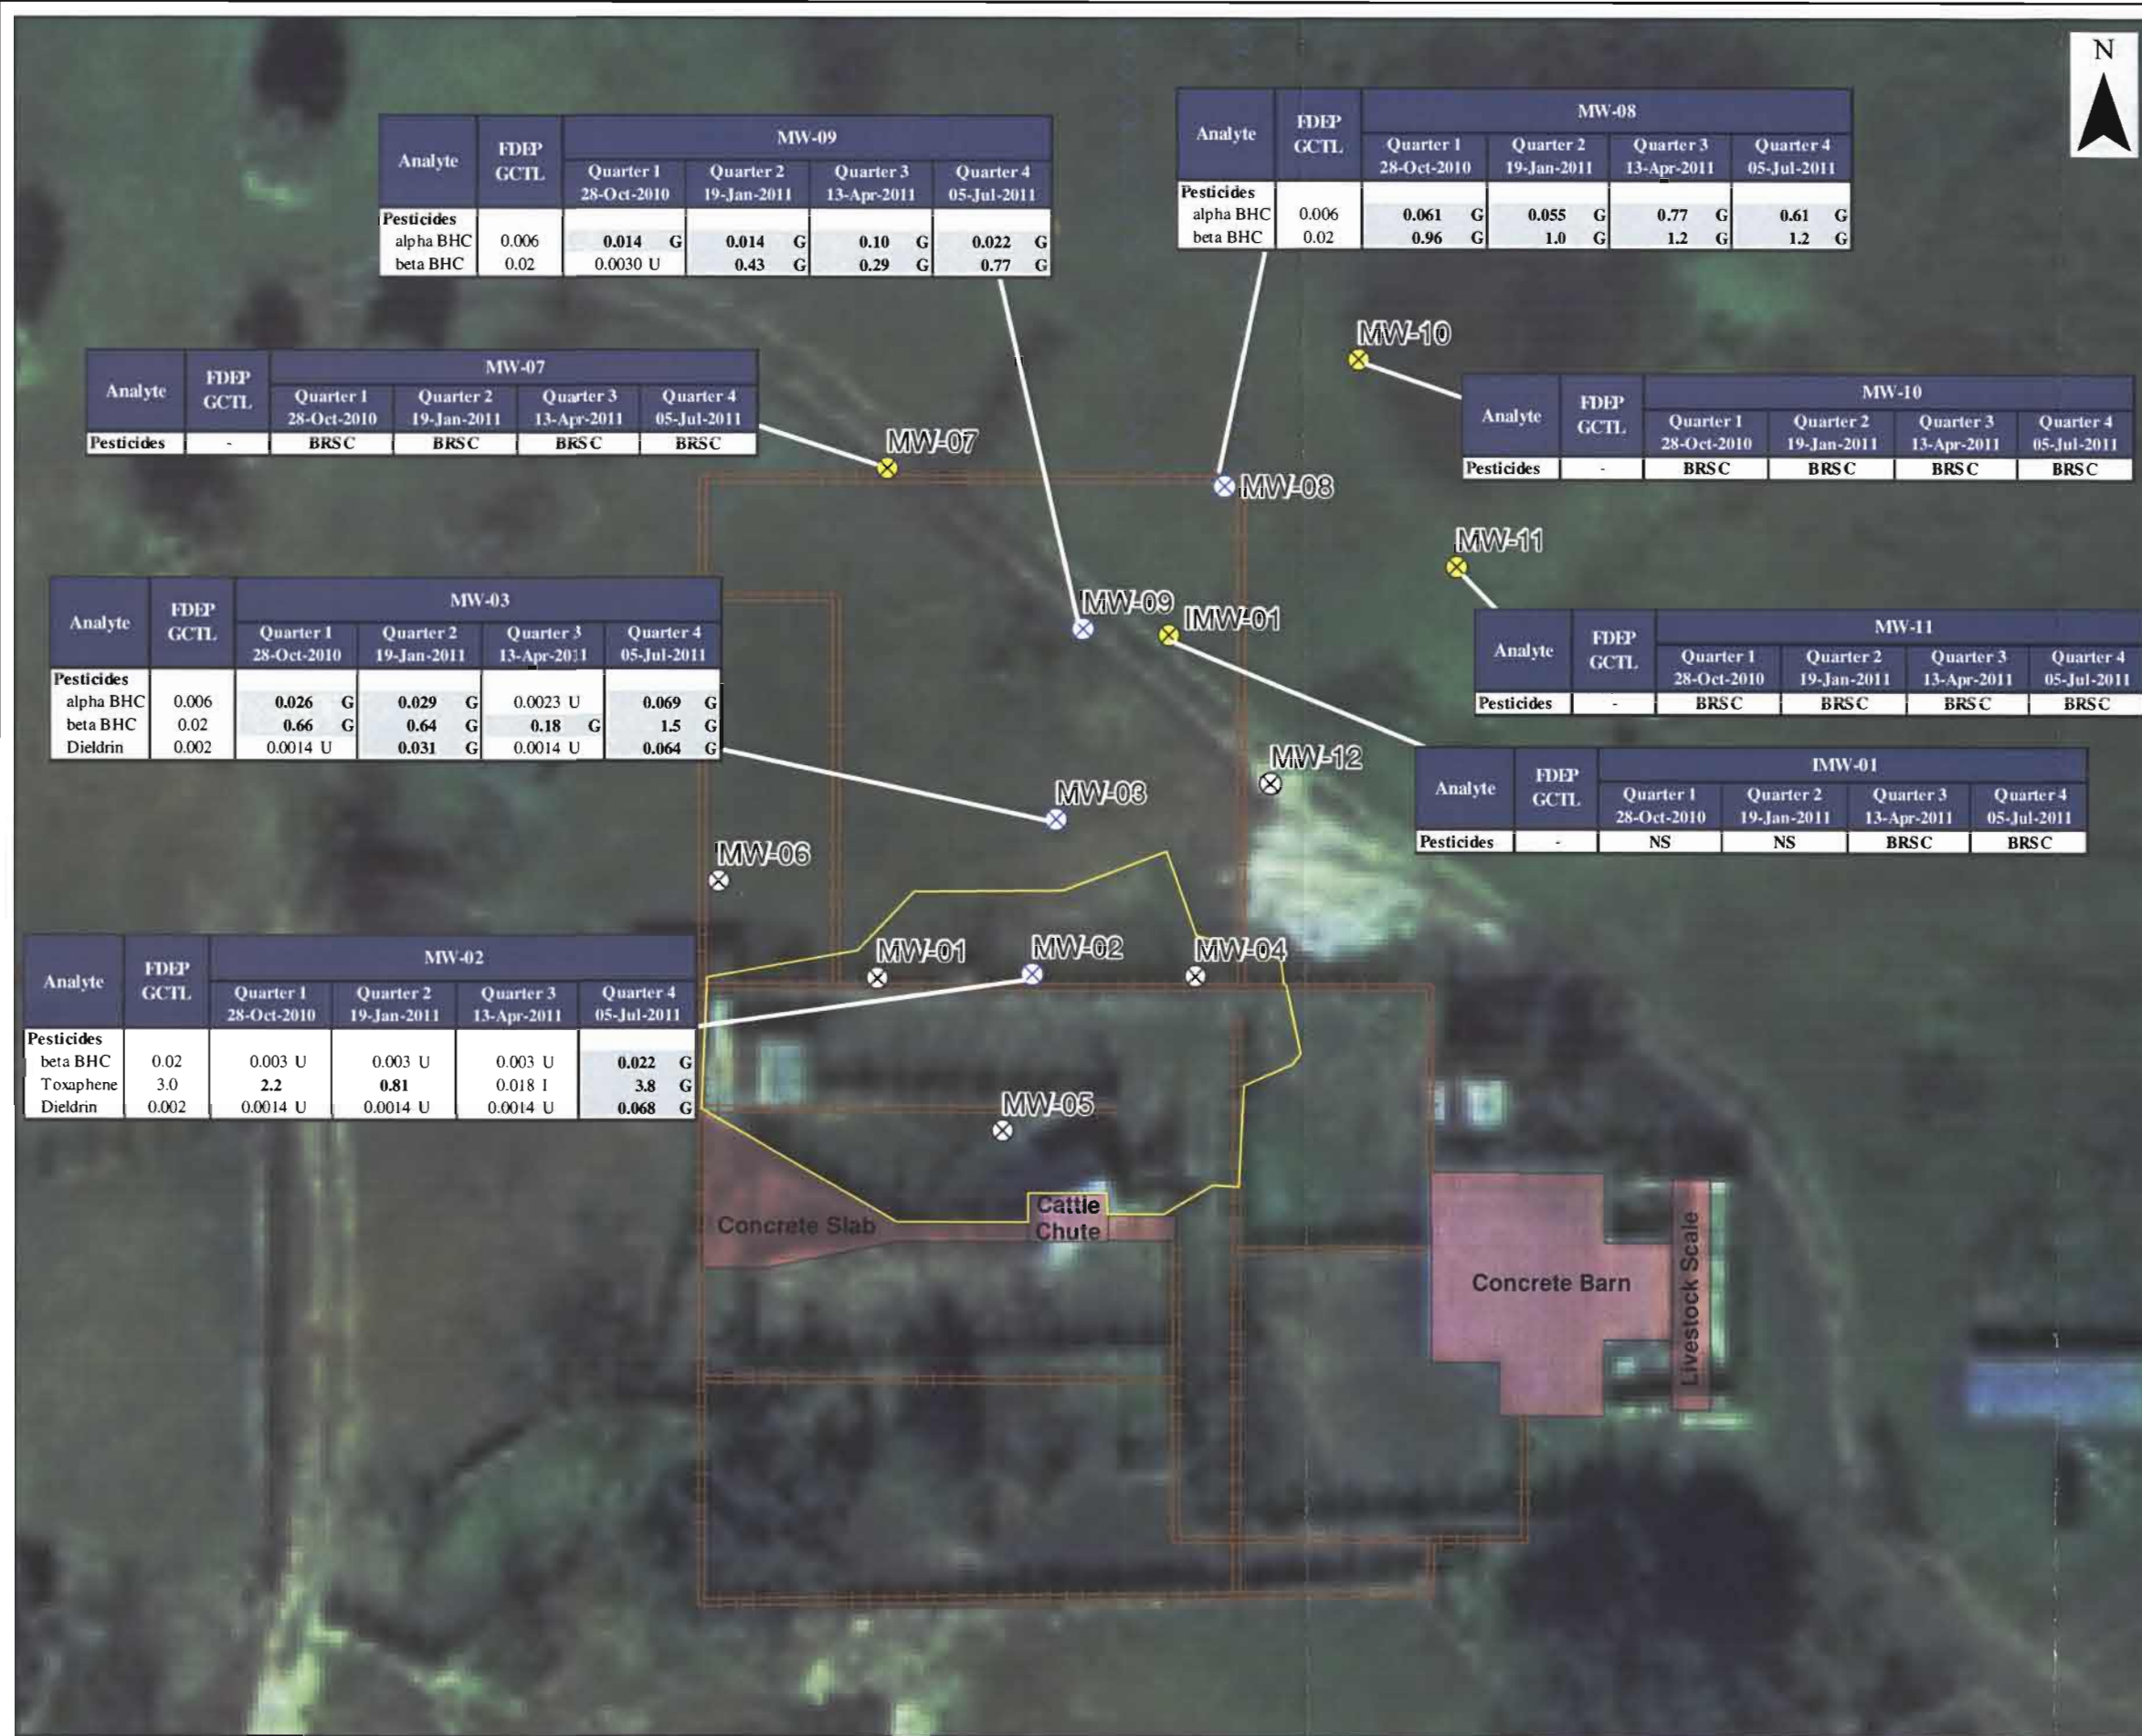 N
MW-09
Analyte FDEP GCTL Quarter 1 28-Oct-2010 Quarter 2 19-Jan-2011 Quarter 3 13-Apr-2011 Quarter 4 05-Jul-2011
Pesticides
alpha BHC 0.006 0.014 G 0.014 G 0.10 G 0.022 G
beta BHC 0.02 0.0030 U 0.43 G 0.29 G 0.77 G
MW-08
Analyte FDEP GCTL Quarter 1 28-Oct-2010 Quarter 2 19-Jan-2011 Quarter 3 13-Apr-2011 Quarter 4 05-Jul-2011
Pesticides
alpha BHC 0.006 0.061 G 0.055 G 0.77 G 0.61 G
beta BHC 0.02 0.96 G 1.0 G 1.2 G 1.2 G
MW-10
MW-07
Analyte FDEP GCTL Quarter 1 28-Oct-2010 Quarter 2 19-Jan-2011 Quarter 3 13-Apr-2011 Quarter 4 05-Jul-2011
Pesticides - BRSC BRSC BRSC BRSC
MW-07
MW-10
Analyte FDEP GCTL Quarter 1 28-Oct-2010 Quarter 2 19-Jan-2011 Quarter 3 13-Apr-2011 Quarter 4 05-Jul-2011
Pesticides - BRSC BRSC BRSC BRSC
MW-08
MW-11
MW-03
Analyte FDEP GCTL Quarter 1 28-Oct-2010 Quarter 2 19-Jan-2011 Quarter 3 13-Apr-2011 Quarter 4 05-Jul-2011
Pesticides
alpha BHC 0.006 0.026 G 0.029 G 0.0023 U 0.069 G
beta BHC 0.02 0.66 G 0.64 G 0.18 G 1.5 G
Dieldrin 0.002 0.0014 U 0.031 G 0.0014 U 0.064 G
MW-09
IMW-01
MW-11
Analyte FDEP GCTL Quarter 1 28-Oct-2010 Quarter 2 19-Jan-2011 Quarter 3 13-Apr-2011 Quarter 4 05-Jul-2011
Pesticides - BRSC BRSC BRSC BRSC
MW-12
IMW-01
Analyte FDEP GCTL Quarter 1 28-Oct-2010 Quarter 2 19-Jan-2011 Quarter 3 13-Apr-2011 Quarter 4 05-Jul-2011
Pesticides - NS NS BRSC BRSC
MW-03
MW-06
MW-02
Analyte FDEP GCTL Quarter 1 28-Oct-2010 Quarter 2 19-Jan-2011 Quarter 3 13-Apr-2011 Quarter 4 05-Jul-2011
Pesticides
beta BHC 0.02 0.003 U 0.003 U 0.003 U 0.022 G
Toxaphene 3.0 2.2 0.81 0.018 I 3.8 G
Dieldrin 0.002 0.0014 U 0.0014 U 0.0014 U 0.068 G
MW-01
MW-02
MW-04
MW-05
Concrete Slab
Cattle
Chute
Concrete Barn
Livestock Scale